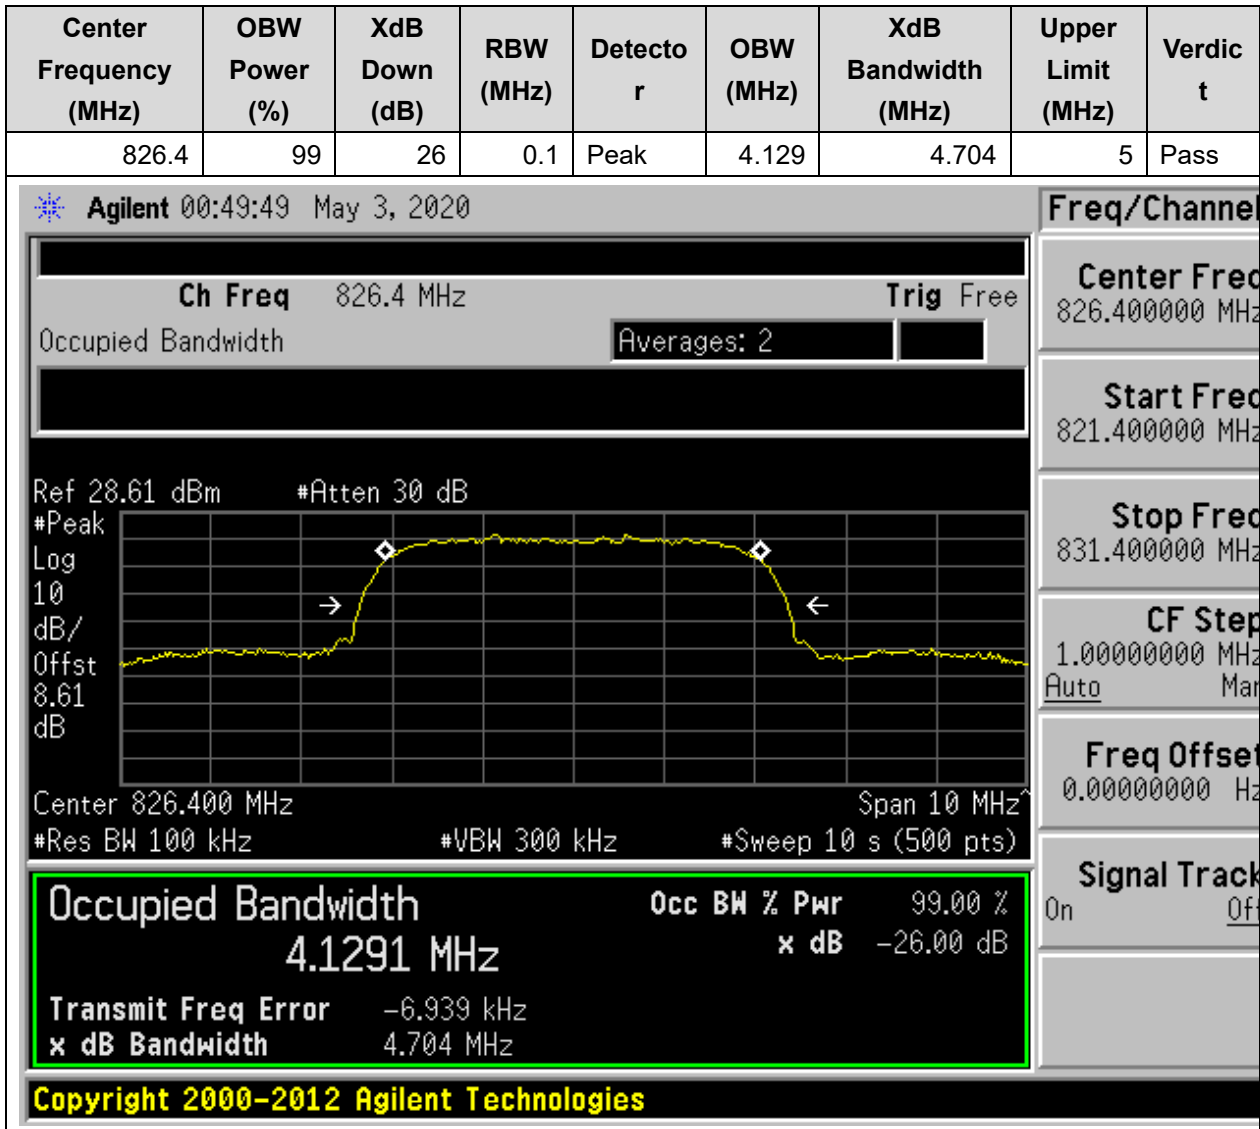 Center Frequency (MHz) OBW Power (%) XdB Down (dB) RBW (MHz) Detecto r OBW (MHz) XdB Bandwidth (MHz) Upper Limit (MHz) Verdic t
826.4 99 26 0.1 Peak 4.129 4.704 5 Pass
Agilent 00:49:49 May 3, 2020
Freq/Channel
Ch Freq 826.4 MHz Trig Free
Occupied Bandwidth Averages: 2
Center Freq
826.400000 MHz
Start Freq
821.400000 MHz
Stop Freq
831.400000 MHz
CF Step
1.00000000 MHz
Auto Man
Freq Offset
0.00000000 Hz
Signal Track
On Off
Ref 28.61 dBm #Atten 30 dB
#Peak
Log
10
dB/
Offst
8.61
dB
Center 826.400 MHz Span 10 MHz^
#Res BW 100 kHz #VBW 300 kHz #Sweep 10 s (500 pts)
Occupied Bandwidth Occ BW % Pwr 99.00 %
4.1291 MHz x dB -26.00 dB
Transmit Freq Error -6.939 kHz
x dB Bandwidth 4.704 MHz
Copyright 2000-2012 Agilent Technologies